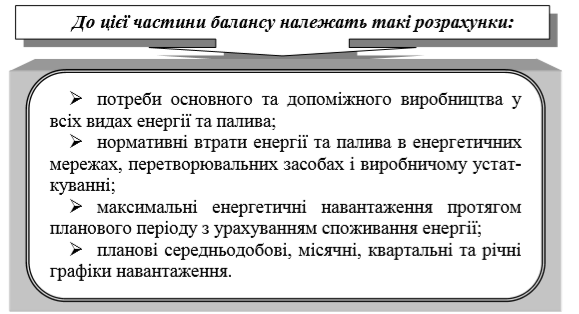 До цієї частини балансу належать такі розрахунки:
➢ потреби основного та допоміжного виробництва у
всіх видах енергії та палива;
➢ нормативні втрати енергії та палива в енергетичних
мережах, перетворювальних засобах і виробничому устат-
куванні;
➢ максимальні енергетичні навантаження протягом
планового періоду з урахуванням споживання енергії;
➢ планові середньодобові, місячні, квартальні та річні
графіки навантаження.